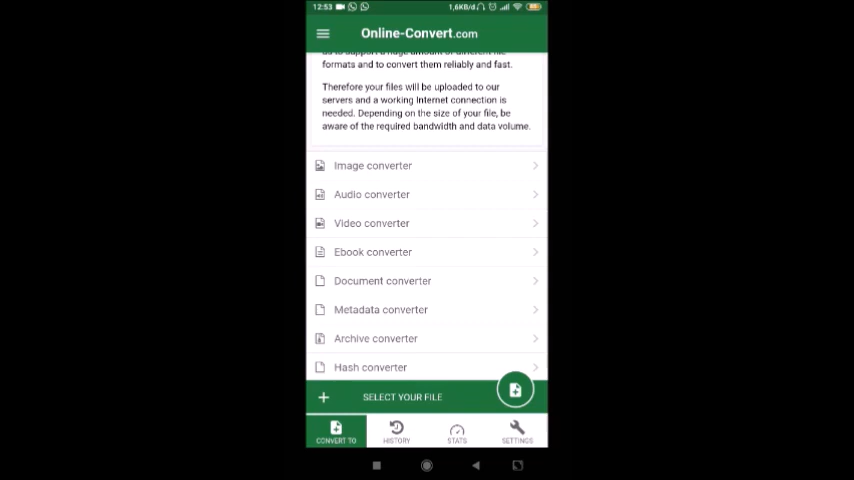 12:53 1,6KB/d
Online-Convert.com
us to support a huge amount of different file
formats and to convert them reliably and fast.
Therefore your files will be uploaded to our
servers and a working Internet connection is
needed. Depending on the size of your file, be
aware of the required bandwidth and data volume.
Image converter
Audio converter
Video converter
Ebook converter
Document converter
Metadata converter
Archive converter
Hash converter
+ SELECT YOUR FILE
CONVERT TO HISTORY STATS SETTINGS